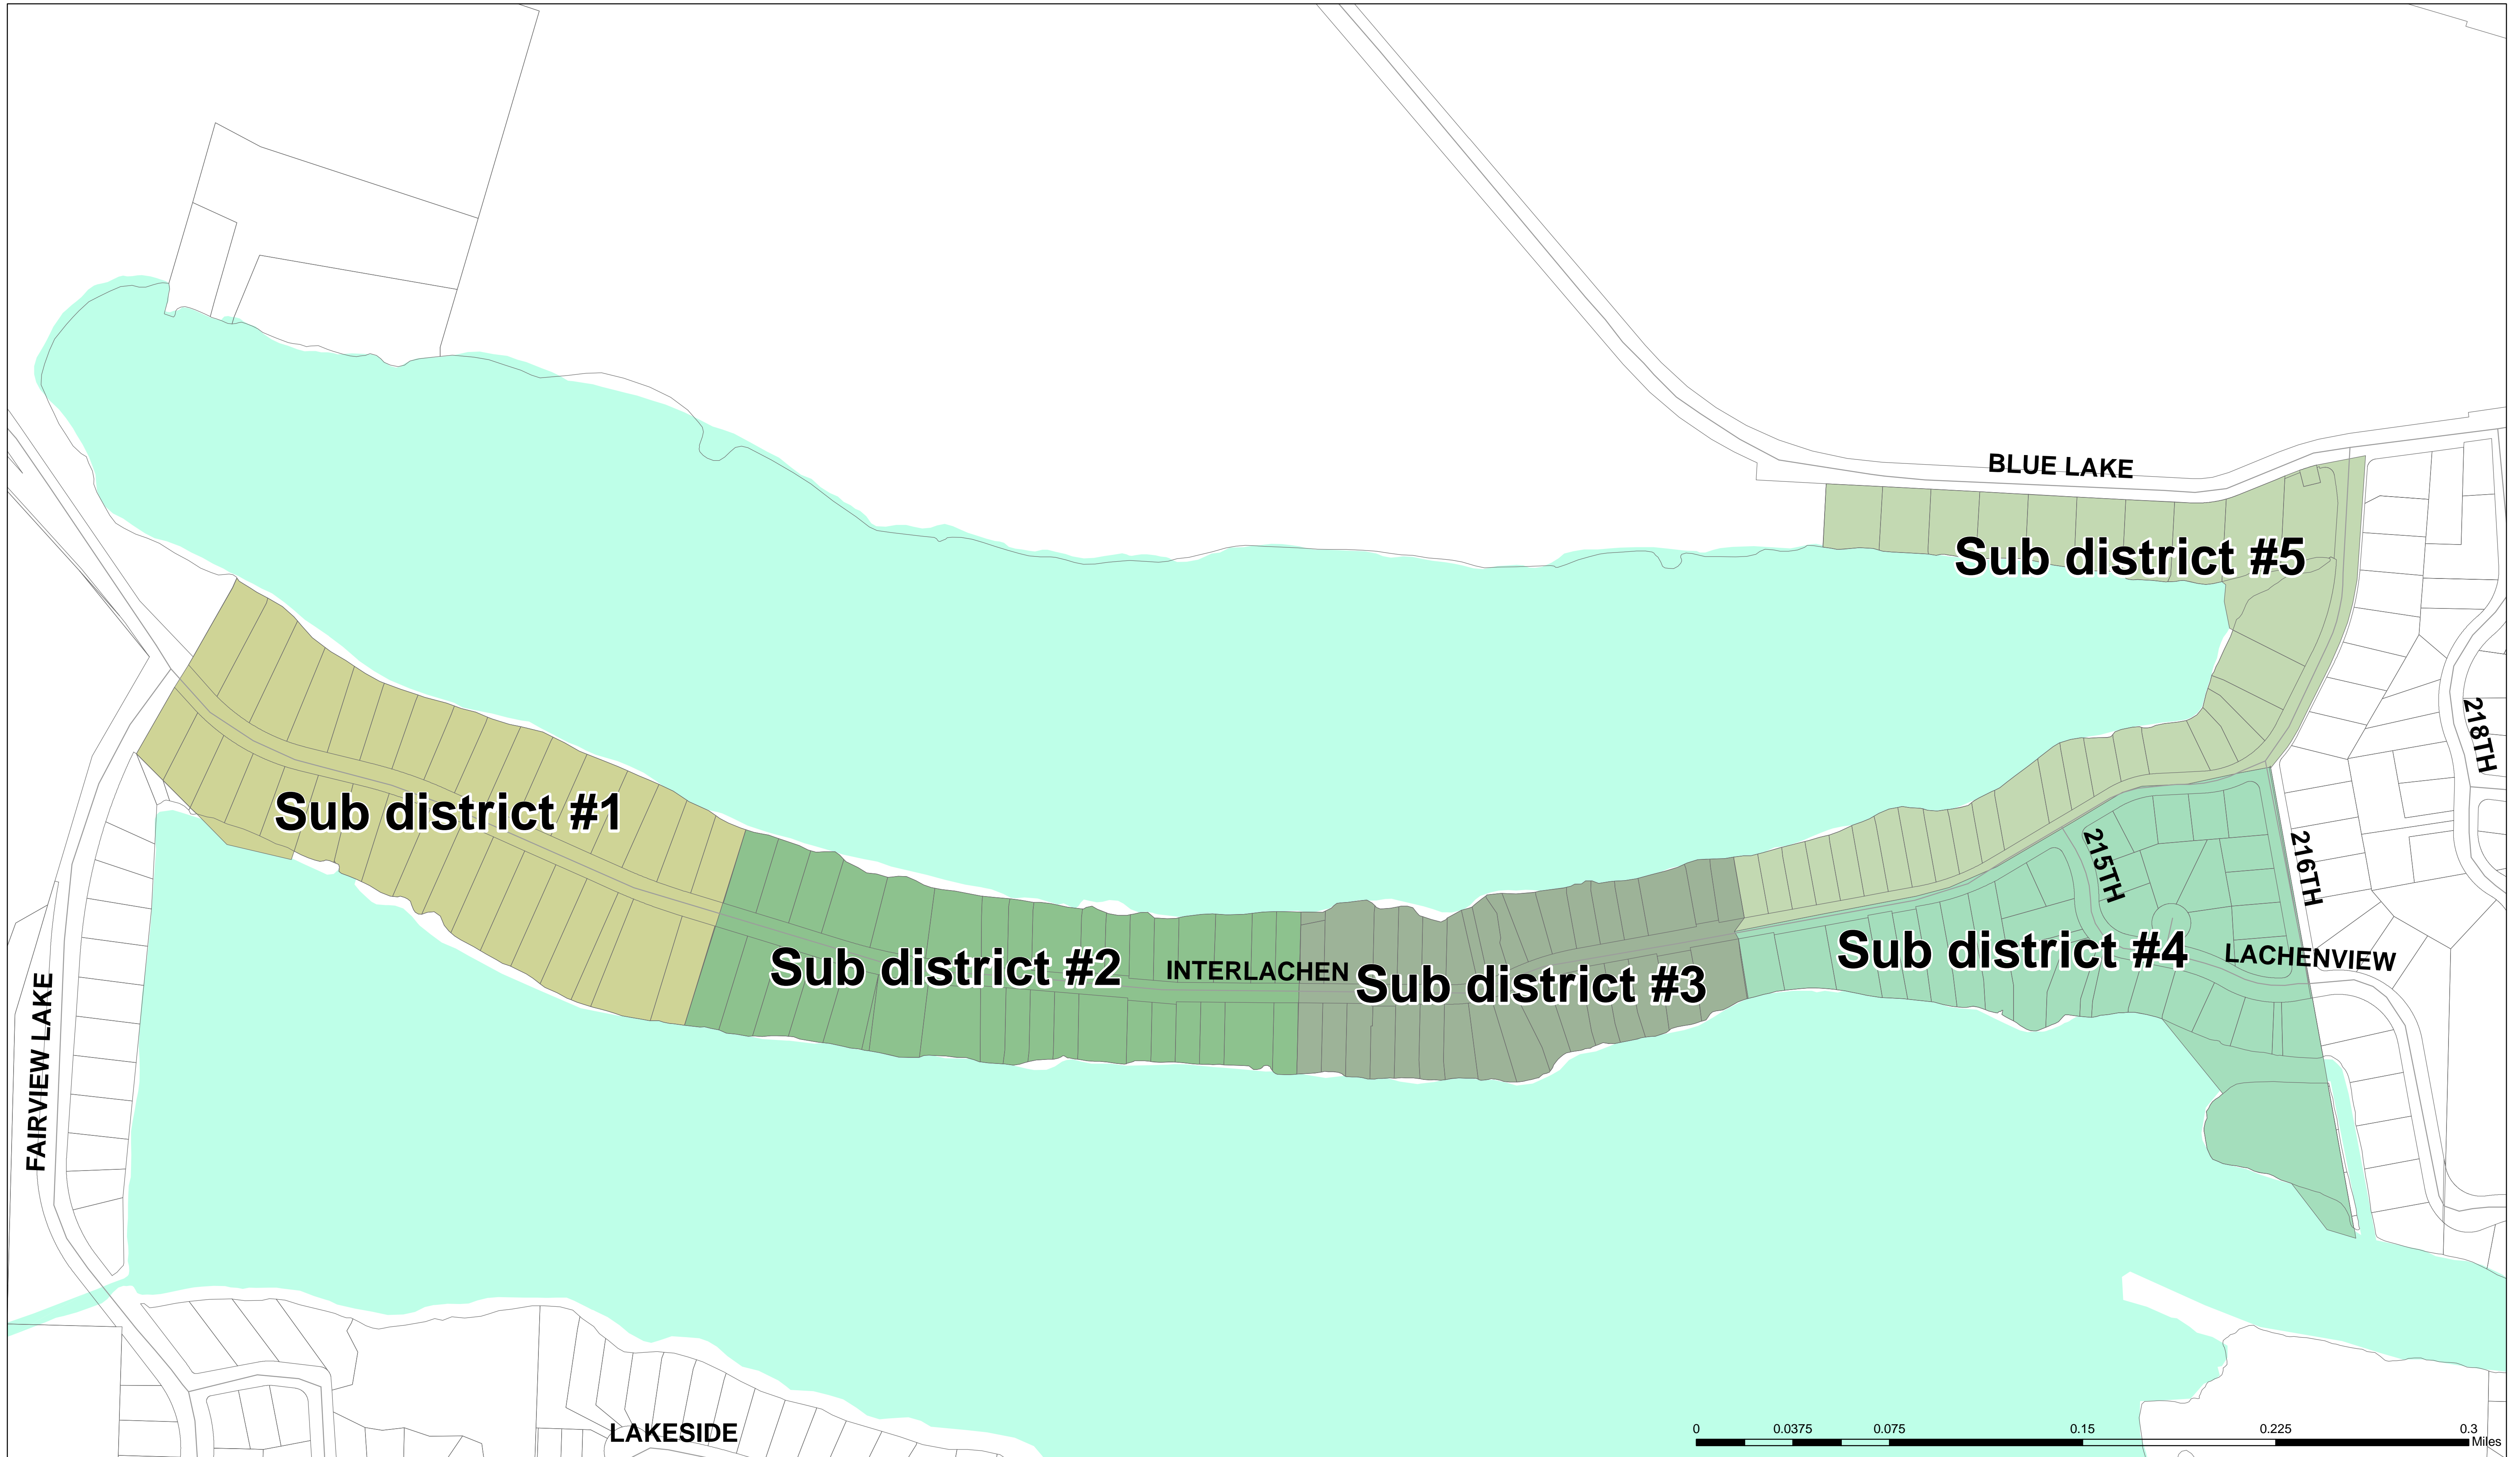 BLUE LAKE
Sub district #5
218TH
Sub district #1
215TH
216TH
Sub district #2
INTERLACHEN
Sub district #3
Sub district #4
LACHENVIEW
FAIRVIEW LAKE
LAKESIDE
0 0.0375 0.075 0.15 0.225 0.3
Miles